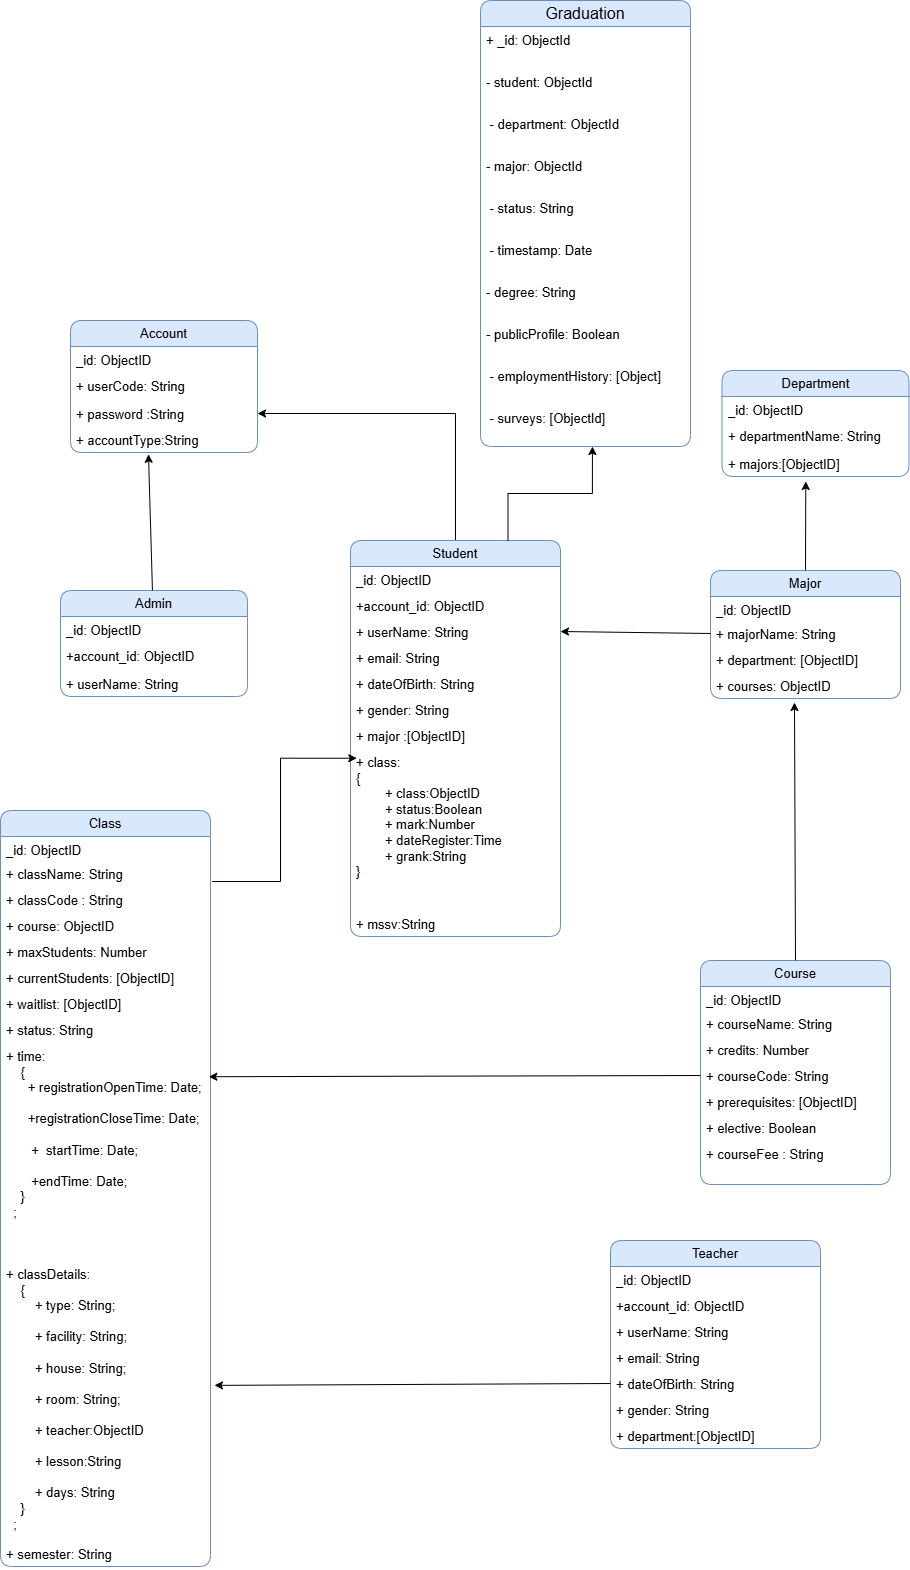 Graduation
+ _id: ObjectId
- student: ObjectId
- department: ObjectId
- major: ObjectId
- status: String
- timestamp: Date
- degree: String
- publicProfile: Boolean
- employmentHistory: [Object]
- surveys: [ObjectId]
Account
_id: ObjectID
+ userCode: String
+ password :String
+ accountType:String
Department
_id: ObjectID
+ departmentName: String
+ majors:[ObjectID]
Student
_id: ObjectID
+account_id: ObjectID
+ userName: String
+ email: String
+ dateOfBirth: String
+ gender: String
+ major :[ObjectID]
+ class:
{
+ class:ObjectID
+ status:Boolean
+ mark:Number
+ dateRegister:Time
+ grank:String
}
+ mssv:String
Major
_id: ObjectID
+ majorName: String
+ department: [ObjectID]
+ courses: ObjectID
Admin
_id: ObjectID
+account_id: ObjectID
+ userName: String
Class
_id: ObjectID
+ className: String
+ classCode : String
+ course: ObjectID
+ maxStudents: Number
+ currentStudents: [ObjectID]
+ waitlist: [ObjectID]
+ status: String
+ time:
{
+ registrationOpenTime: Date;
+registrationCloseTime: Date;
+ startTime: Date;
+endTime: Date;
}
;
+ classDetails:
{
+ type: String;
+ facility: String;
+ house: String;
+ room: String;
+ teacher:ObjectID
+ lesson:String
+ days: String
}
;
+ semester: String
Course
_id: ObjectID
+ courseName: String
+ credits: Number
+ courseCode: String
+ prerequisites: [ObjectID]
+ elective: Boolean
+ courseFee : String
Teacher
_id: ObjectID
+account_id: ObjectID
+ userName: String
+ email: String
+ dateOfBirth: String
+ gender: String
+ department:[ObjectID]